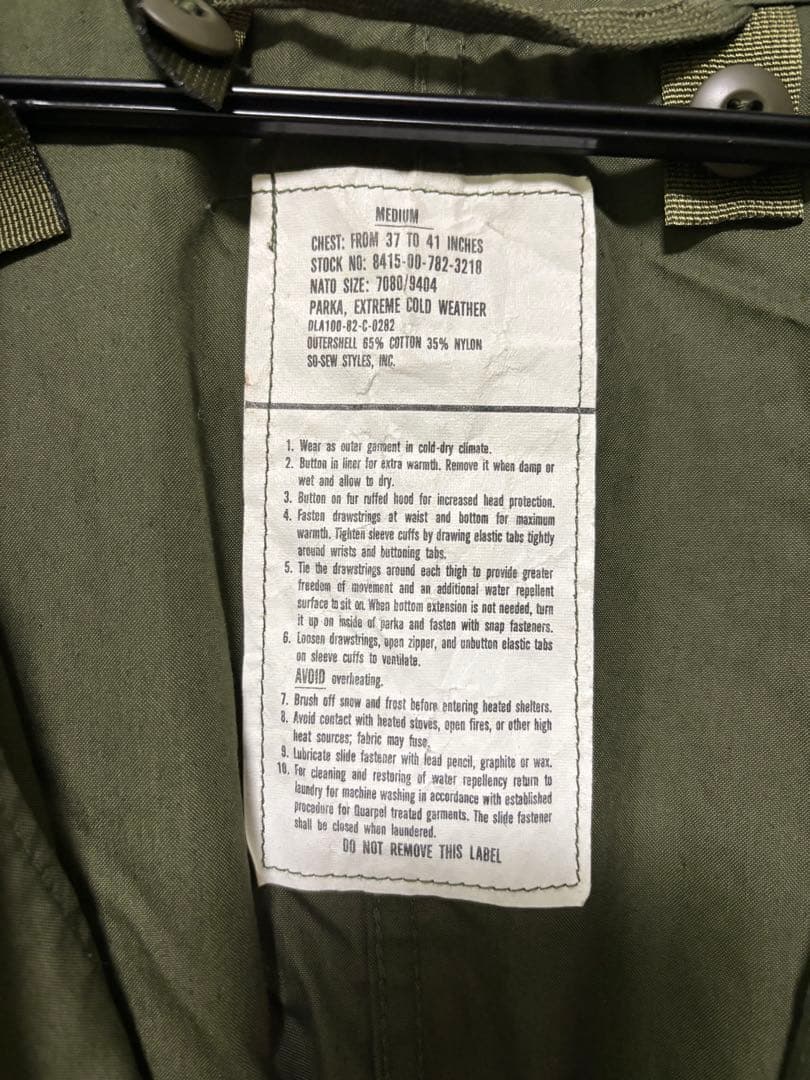 MEDIUM
CHEST: FROM 37 TO 41 INCHES
STOCK NO: 8415-00-782-3218
NATO SIZE: 7080/9404
PARKA, EXTREME COLD WEATHER
DLA100-82-C-0282
OUTERSHELL 65% COTTON 35% NYLON
SO-SEW STYLES, INC.
1. Wear as outer garment in cold-dry climate.
2. Button in liner for extra warmth. Remove it when damp or
wet and allow to dry.
3. Button on fur ruffed hood for increased head protection.
4. Fasten drawstrings at waist and bottom for maximum
warmth. Tighten sleeve cuffs by drawing elastic tabs tightly
around wrists and buttoning tabs.
5. Tie the drawstrings around each thigh to provide greater
freedom of movement and an additional water repellent
surface to sit on. When bottom extension is not needed, turn
it up on inside of parka and fasten with snap fasteners.
6. Loosen drawstrings, open zipper, and unbutton elastic tabs
on sleeve cuffs to ventilate.
AVOID overheating.
7. Brush off snow and frost before entering heated shelters.
8. Avoid contact with heated stoves, open fires, or other high
heat sources; fabric may fuse.
9. Lubricate slide fastener with lead pencil, graphite or wax.
10. For cleaning and restoring of water repellency return to
laundry for machine washing in accordance with established
procedure for Quarpel treated garments. The slide fastener
shall be closed when laundered.
DO NOT REMOVE THIS LABEL